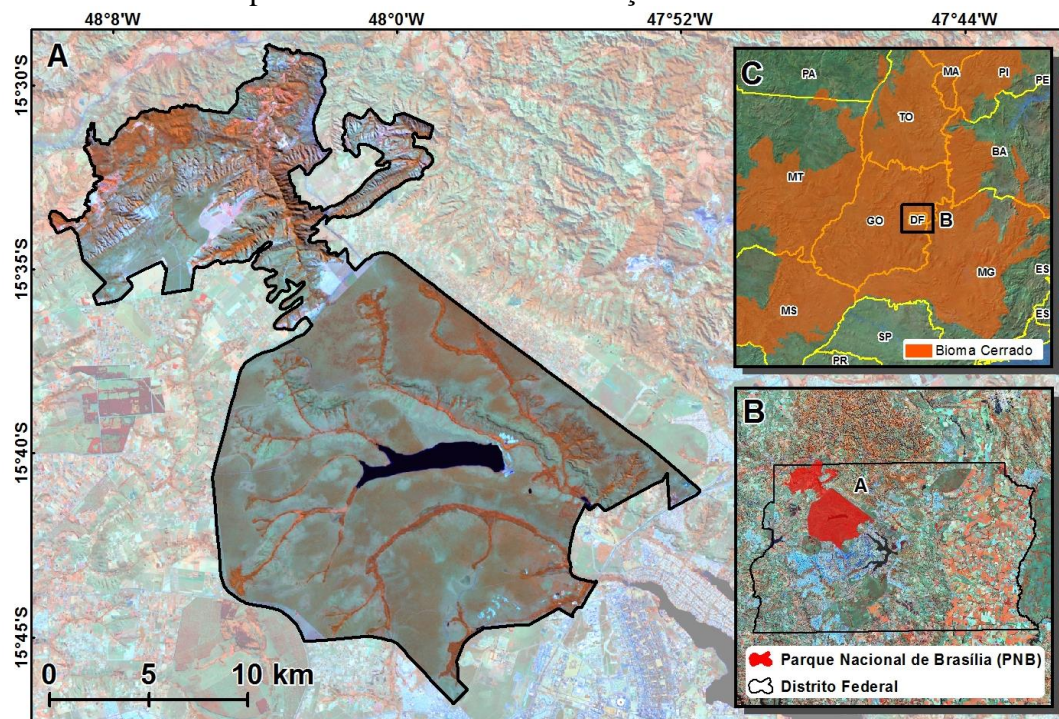 48°8'W 48°0'W 47°52'W 47°44'W
A
15°30'S
15°35'S
15°40'S
15°45'S
0 5 10 km
C
PA
MA
PI
PE
TO
BA
MT
GO
DF
B
MG
ES
MS
ES
SP
PR
Bioma Cerrado
B
A
Parque Nacional de Brasília (PNB)
Distrito Federal